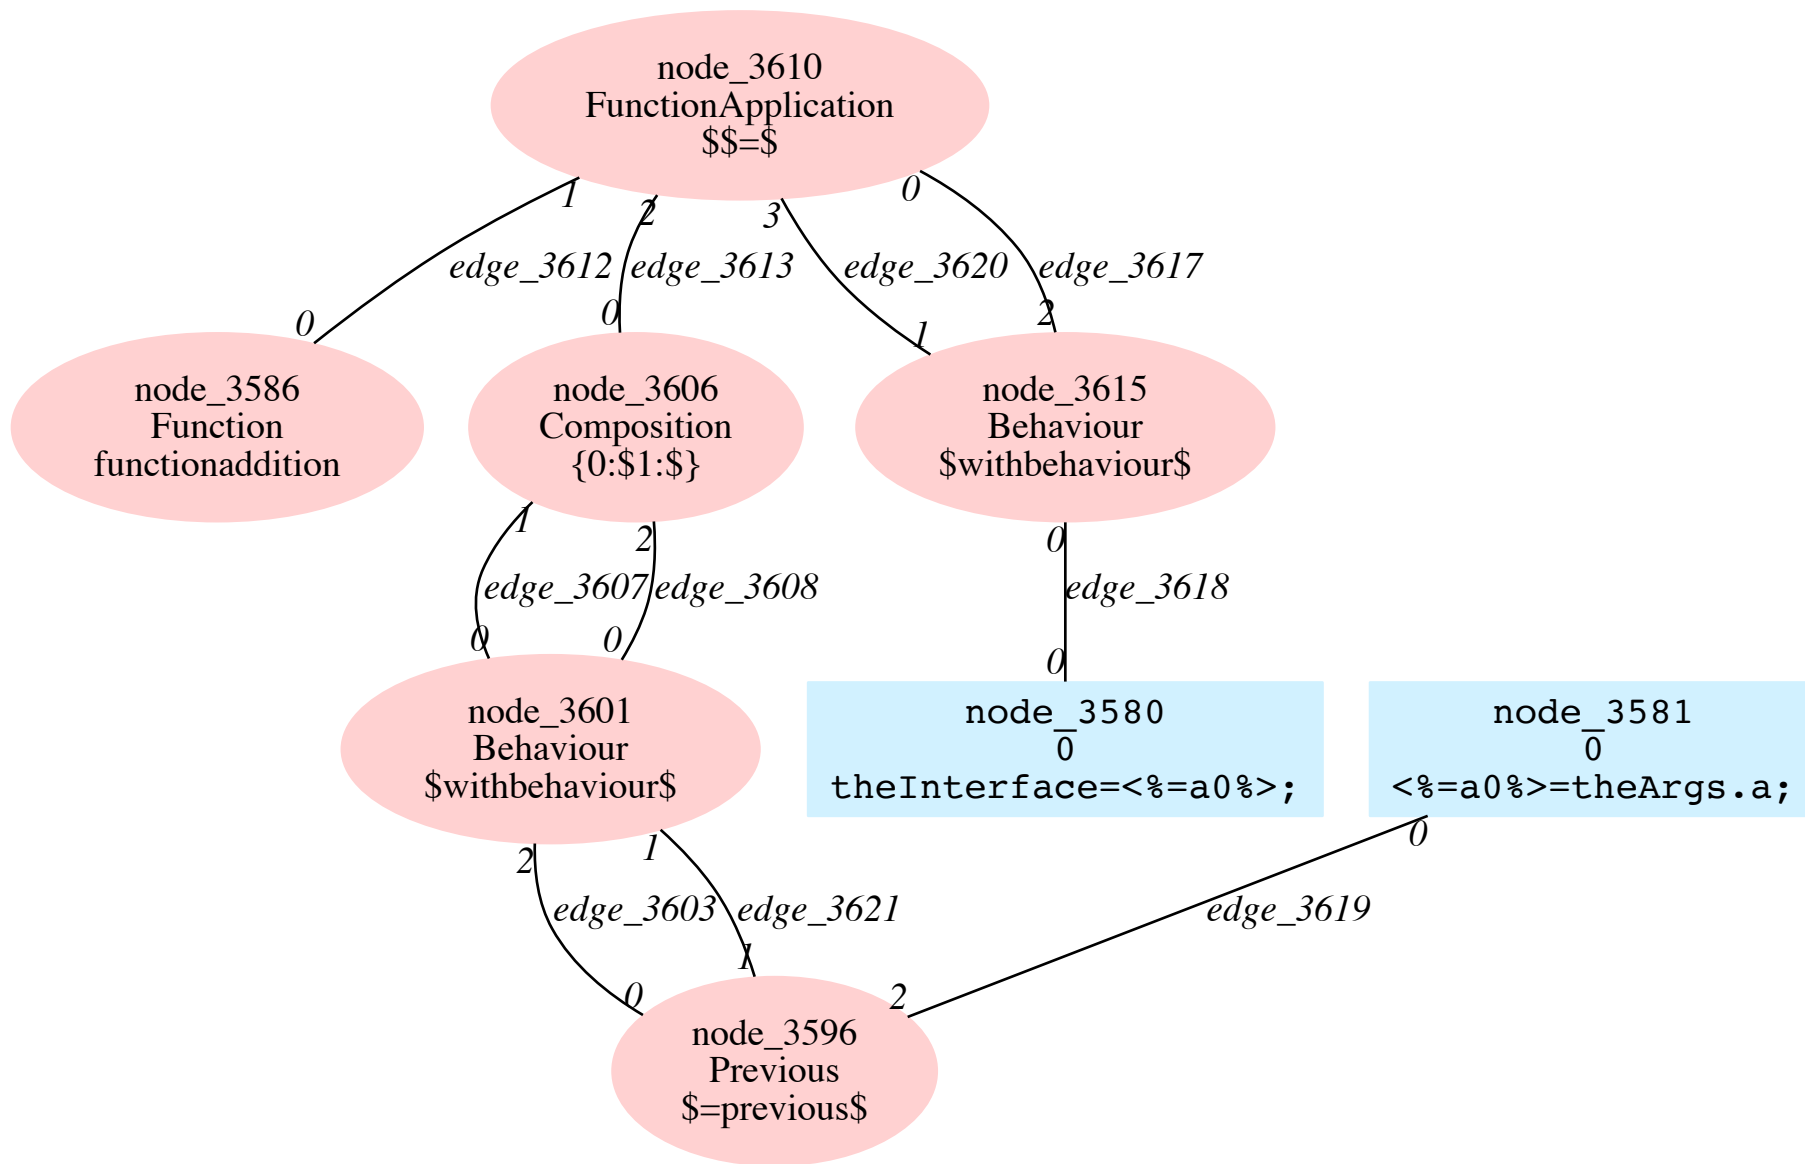 node_3610
FunctionApplication
$$=$
1
2
3
0
edge_3612
edge_3613
edge_3620
edge_3617
0
0
1
2
node_3586
Function
functionaddition
node_3606
Composition
{0:$1:$}
node_3615
Behaviour
$withbehaviour$
1
2
0
edge_3607
edge_3608
edge_3618
0
0
0
node_3601
Behaviour
$withbehaviour$
node_3580
0
theInterface=<%=a0%>;
node_3581
0
<%=a0%>=theArgs.a;
2
1
0
edge_3603
edge_3621
edge_3619
0
1
2
node_3596
Previous
$=previous$